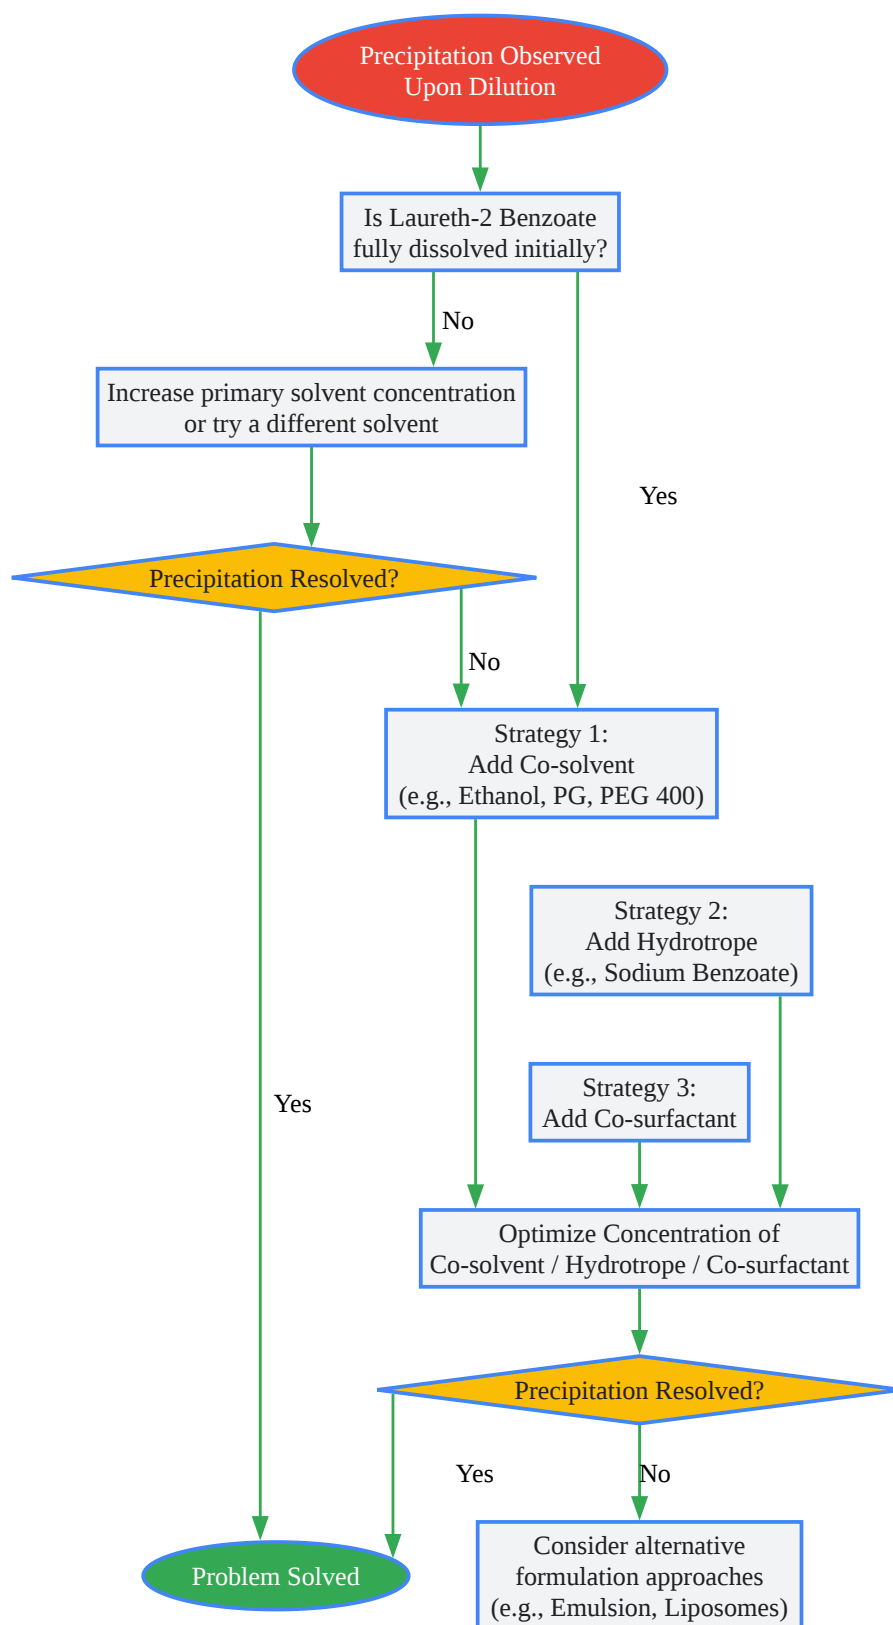 Precipitation Observed
Upon Dilution
Is Laureth-2 Benzoate
fully dissolved initially?
No
Increase primary solvent concentration
or try a different solvent
Yes
Precipitation Resolved?
No
Strategy 1:
Add Co-solvent
(e.g., Ethanol, PG, PEG 400)
Strategy 2:
Add Hydrotrope
(e.g., Sodium Benzoate)
Strategy 3:
Add Co-surfactant
Yes
Optimize Concentration of
Co-solvent / Hydrotrope / Co-surfactant
Precipitation Resolved?
Yes
No
Problem Solved
Consider alternative
formulation approaches
(e.g., Emulsion, Liposomes)